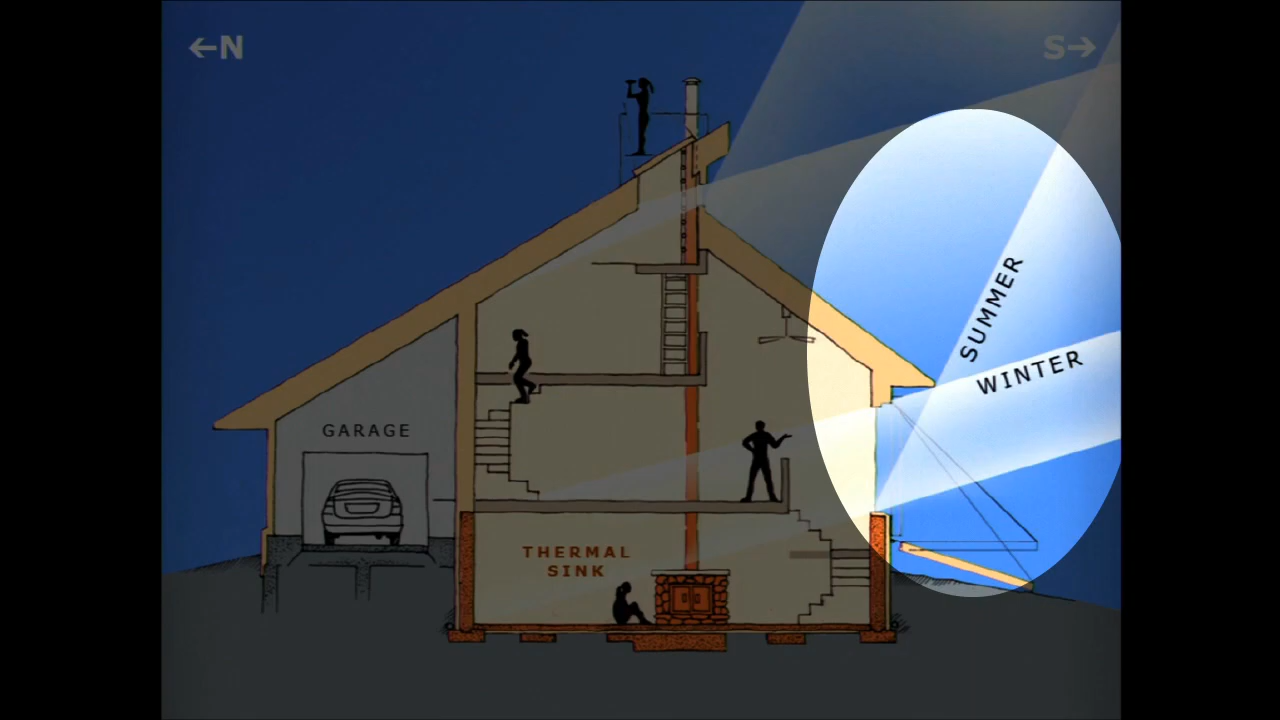 ←N
S→
SUMMER
WINTER
GARAGE
THERMAL
SINK